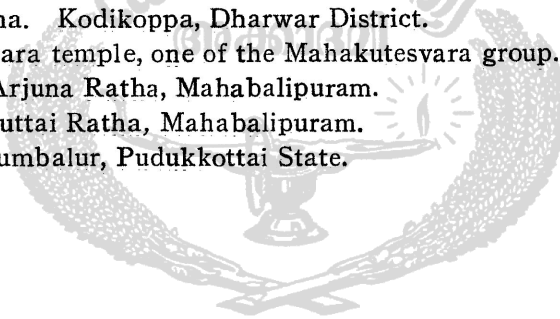 na. Kodikoppa, Dharwar District.
ara temple, one of the Mahakutesvara group.
Arjuna Ratha, Mahabalipuram.
uttai Ratha, Mahabalipuram.
umbalur, Pudukkottai State.